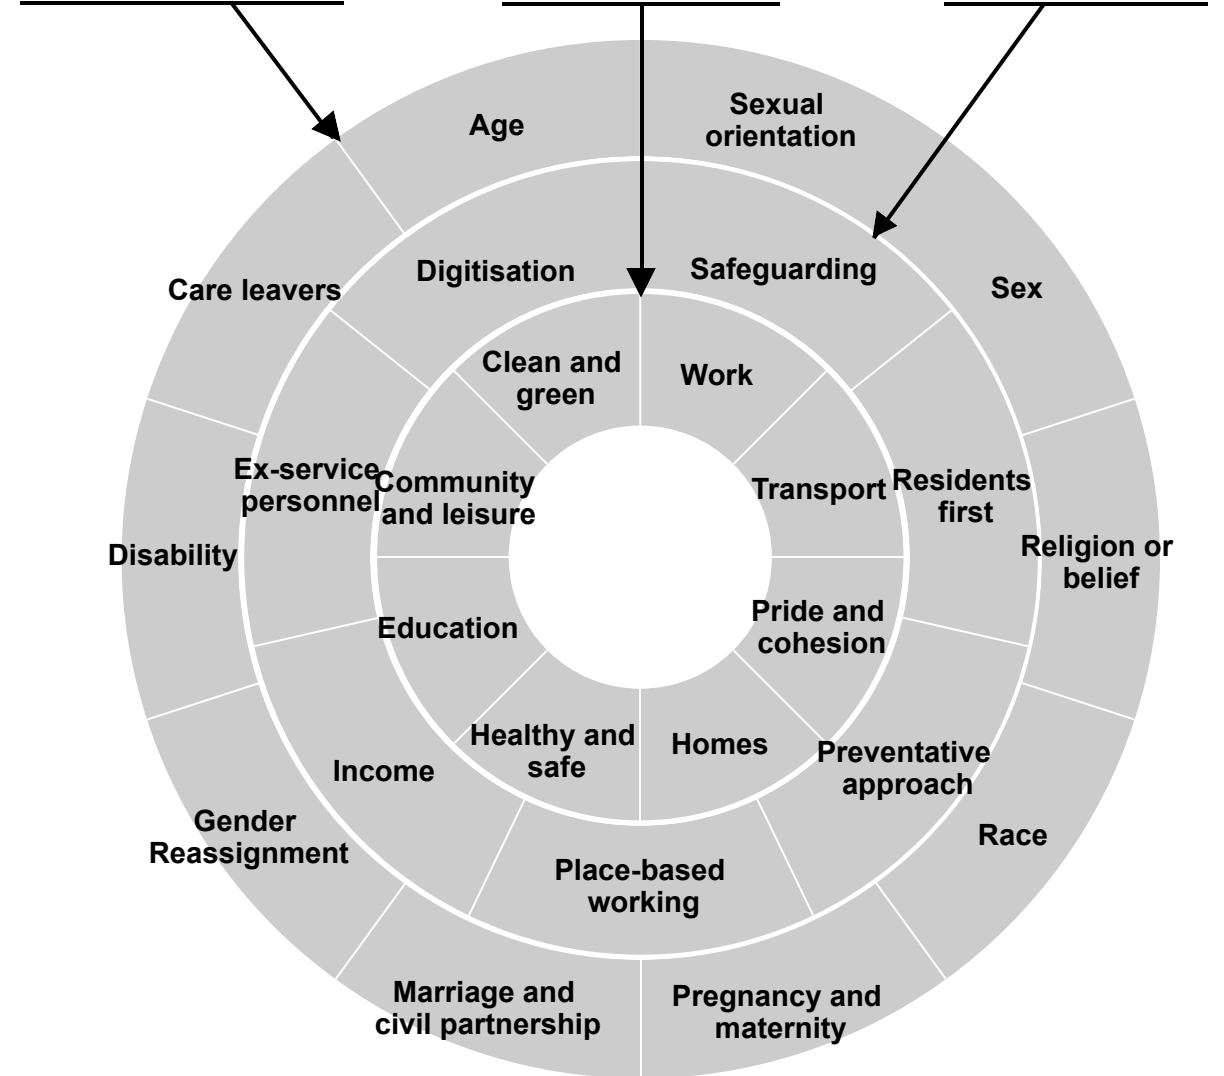 Age
Sexual
orientation
Care leavers
Digitisation
Safeguarding
Sex
Clean and
green
Work
Ex-service
personnel
Community
and leisure
Transport
Residents
first
Disability
Religion or
belief
Education
Pride and
cohesion
Healthy and
safe
Homes
Income
Preventative
approach
Gender
Reassignment
Race
Place-based
working
Marriage and
civil partnership
Pregnancy and
maternity